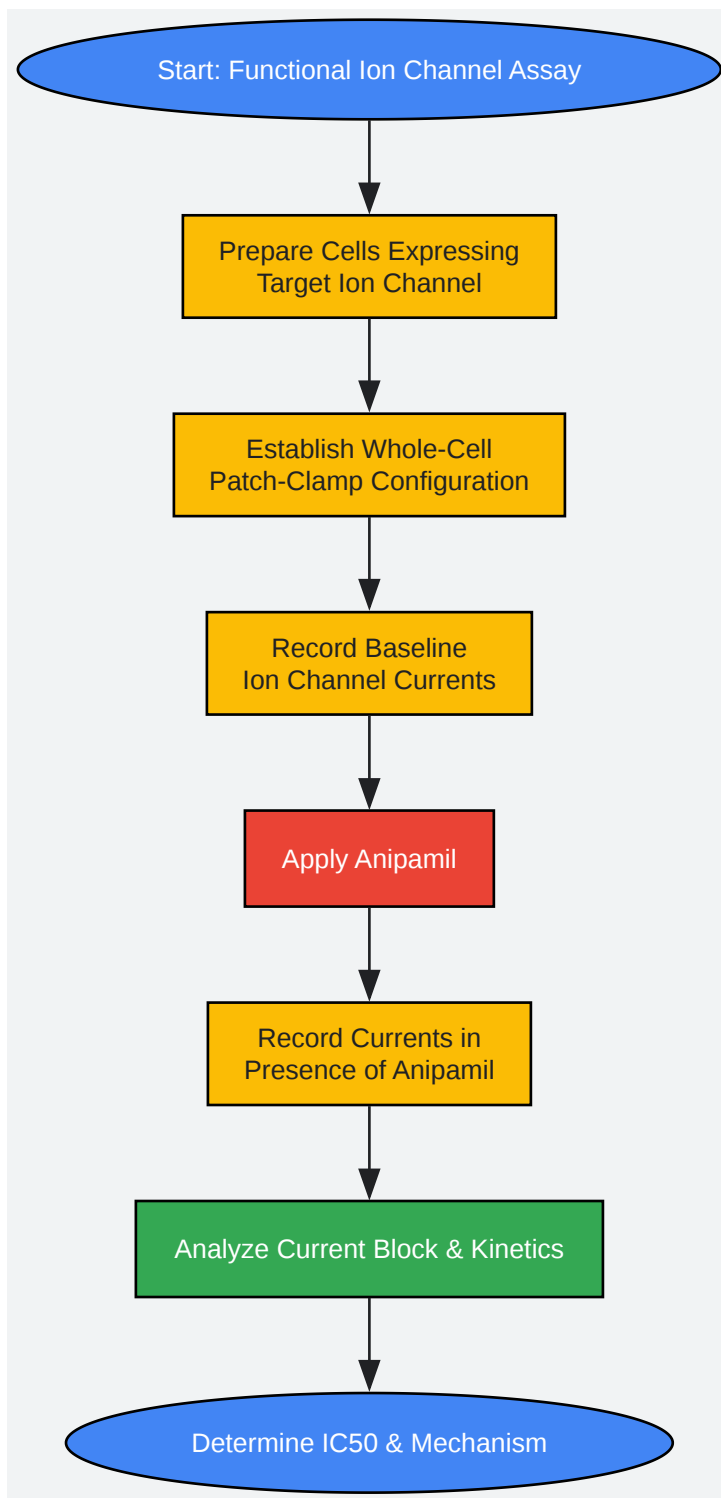 Start: Functional Ion Channel Assay
Prepare Cells Expressing
Target Ion Channel
Establish Whole-Cell
Patch-Clamp Configuration
Record Baseline
Ion Channel Currents
Apply Anipamil
Record Currents in
Presence of Anipamil
Analyze Current Block & Kinetics
Determine IC50 & Mechanism